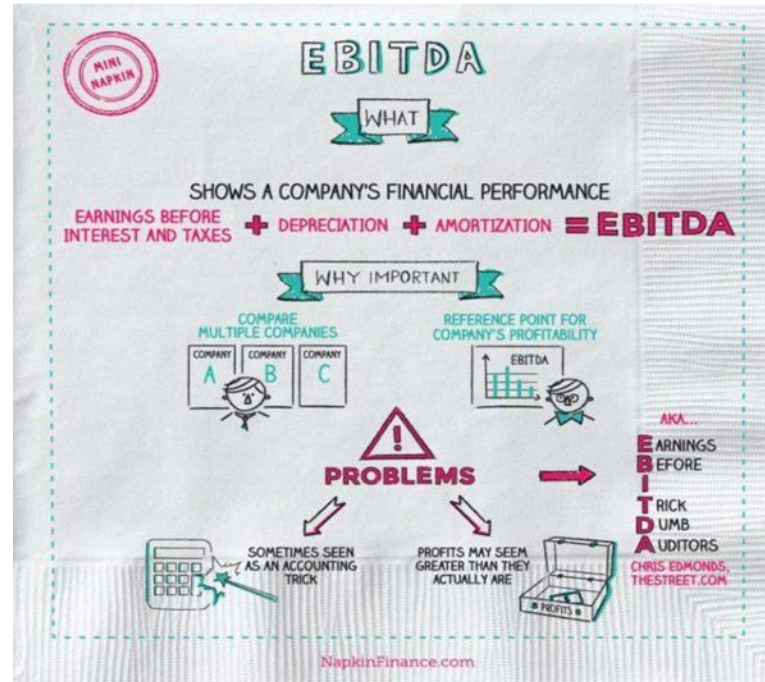 MINI
NAPKIN
EBITDA
WHAT
SHOWS A COMPANY'S FINANCIAL PERFORMANCE
EARNINGS BEFORE
INTEREST AND TAXES + DEPRECIATION + AMORTIZATION = EBITDA
WHY IMPORTANT
COMPARE
MULTIPLE COMPANIES
COMPANY
A
COMPANY
B
COMPANY
C
REFERENCE POINT FOR
COMPANY'S PROFITABILITY
EBITDA
PROBLEMS
SOMETIMES SEEN
AS AN ACCOUNTING
TRICK
PROFITS MAY SEEM
GREATER THAN THEY
ACTUALLY ARE
PROFITS
AKA...
EARNINGS
BEFORE
I
TRICK
DUMB
AUDITORS
CHRIS EDMONDS,
THESTREET.COM
NapkinFinance.com